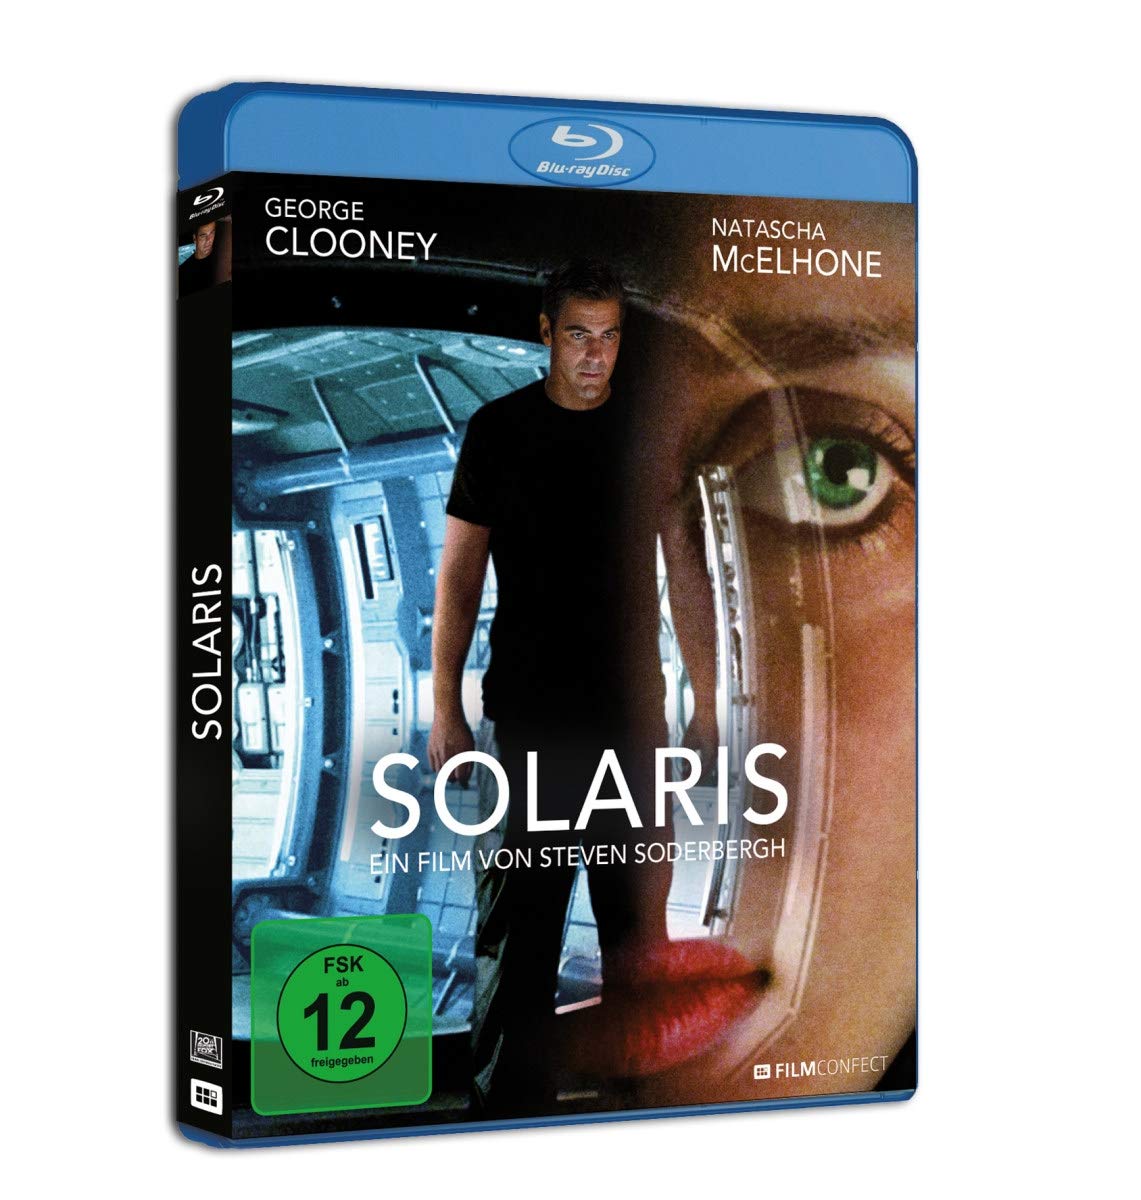 Blu-ray Disc
GEORGE
CLOONEY
NATASCHA
McELHONE
SOLARIS
EIN FILM VON STEVEN SODERBERGH
FSK
ab
12
freigegeben
FILMCONFECT
Blu-ray Disc
SOLARIS